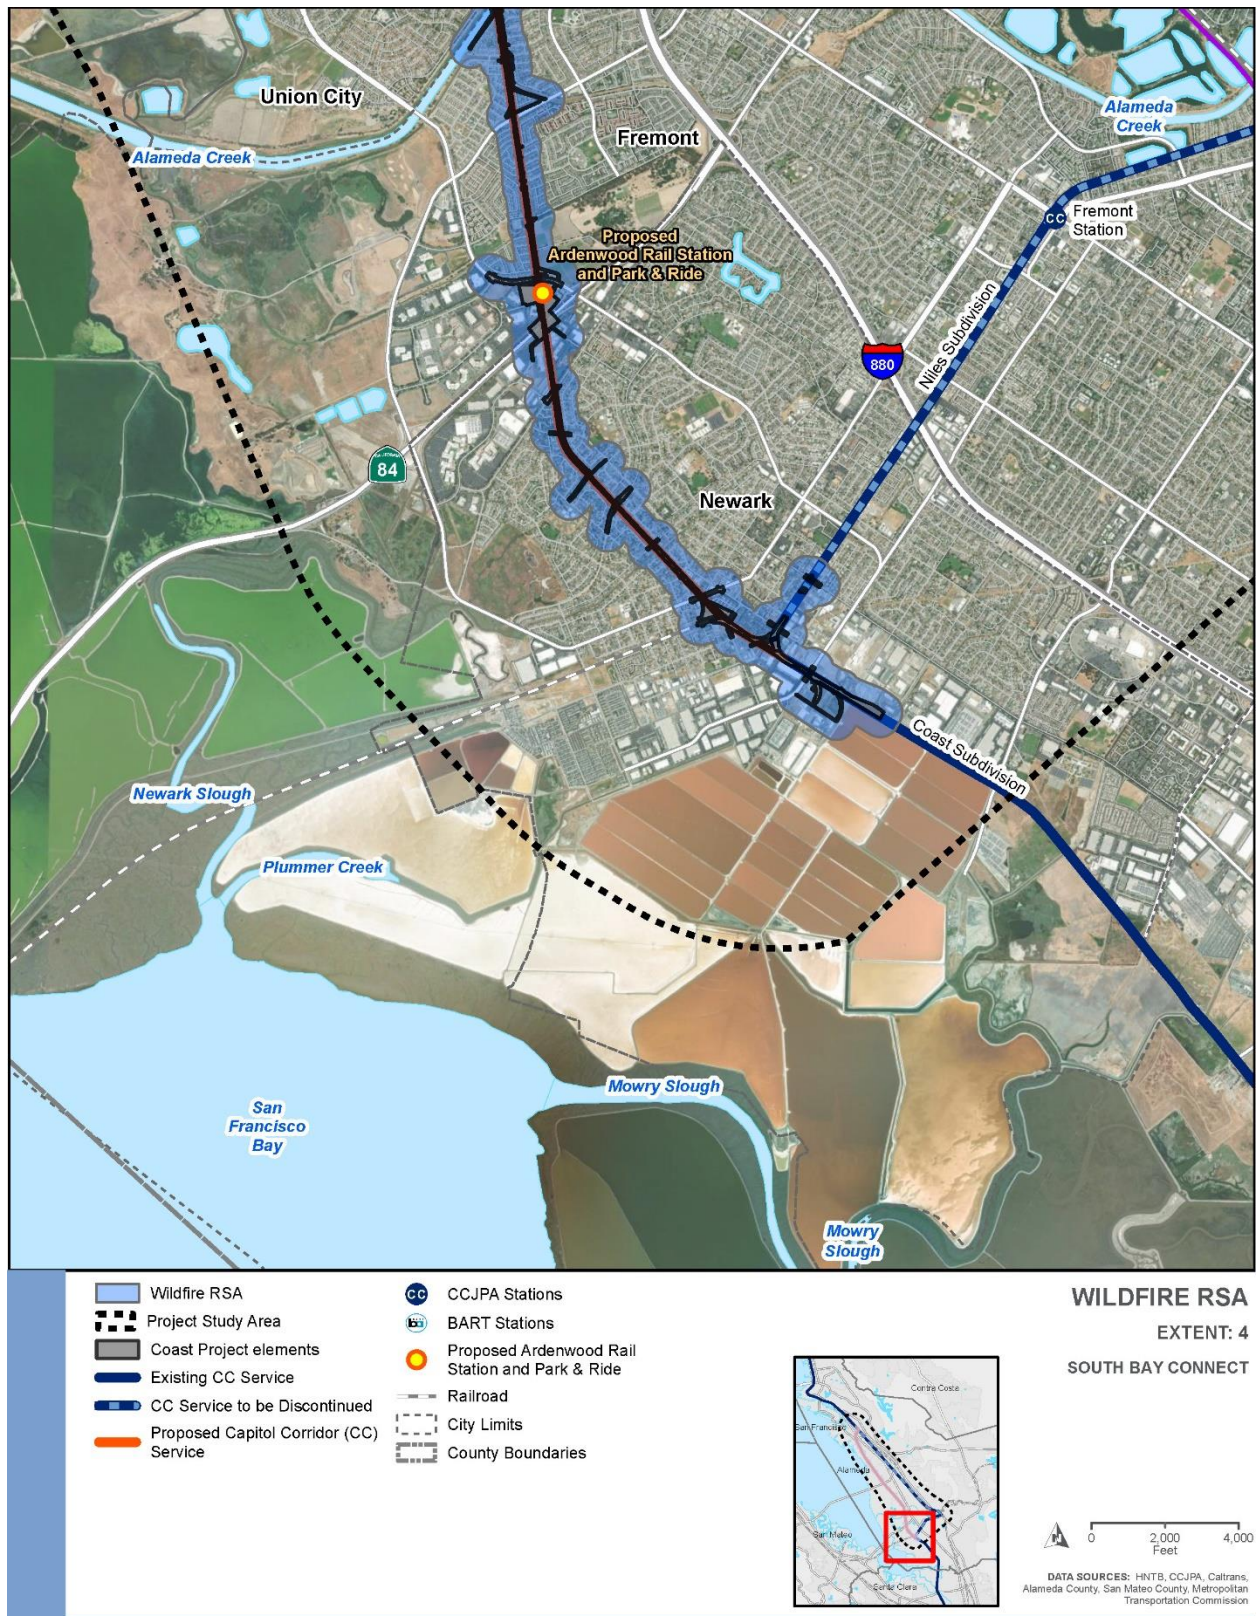 Union City
Alameda
Creek
Fremont
Alameda Creek
CC
Fremont
Station
Proposed
Ardenwood Rail Station
and Park & Ride
Niles Subdivision
880
84
Newark
Coast Subdivision
Newark Slough
Plummer Creek
Mowry Slough
San
Francisco
Bay
Mowry
Slough
Wildfire RSA
Project Study Area
Coast Project elements
Existing CC Service
CC Service to be Discontinued
Proposed Capitol Corridor (CC)
Service
CC
CCJPA Stations
BART Stations
Proposed Ardenwood Rail
Station and Park & Ride
Railroad
City Limits
County Boundaries
Contra Costa
San Francisco
Alameda
San Mateo
Santa Clara
WILDFIRE RSA
EXTENT: 4
SOUTH BAY CONNECT
N
0 2,000 4,000
Feet
DATA SOURCES: HNTB, CCJPA, Caltrans,
Alameda County, San Mateo County, Metropolitan
Transportation Commission